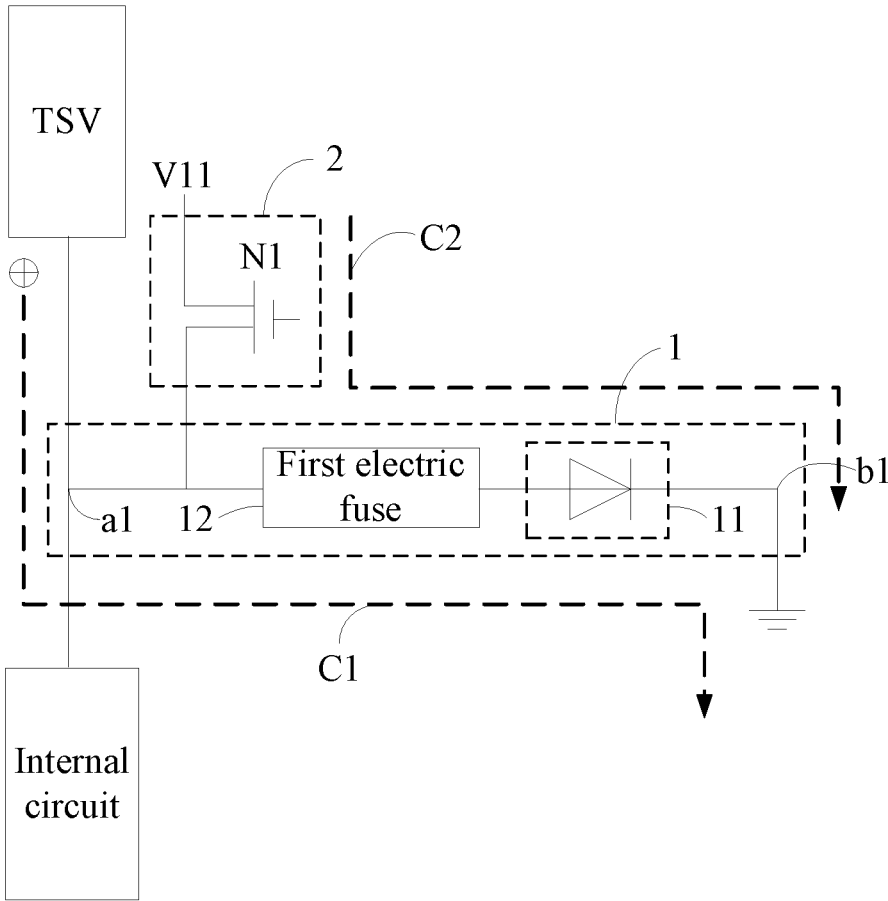 TSV
V11
2
C2
N1
1
First electric
fuse
b1
a1
12
11
C1
Internal
circuit